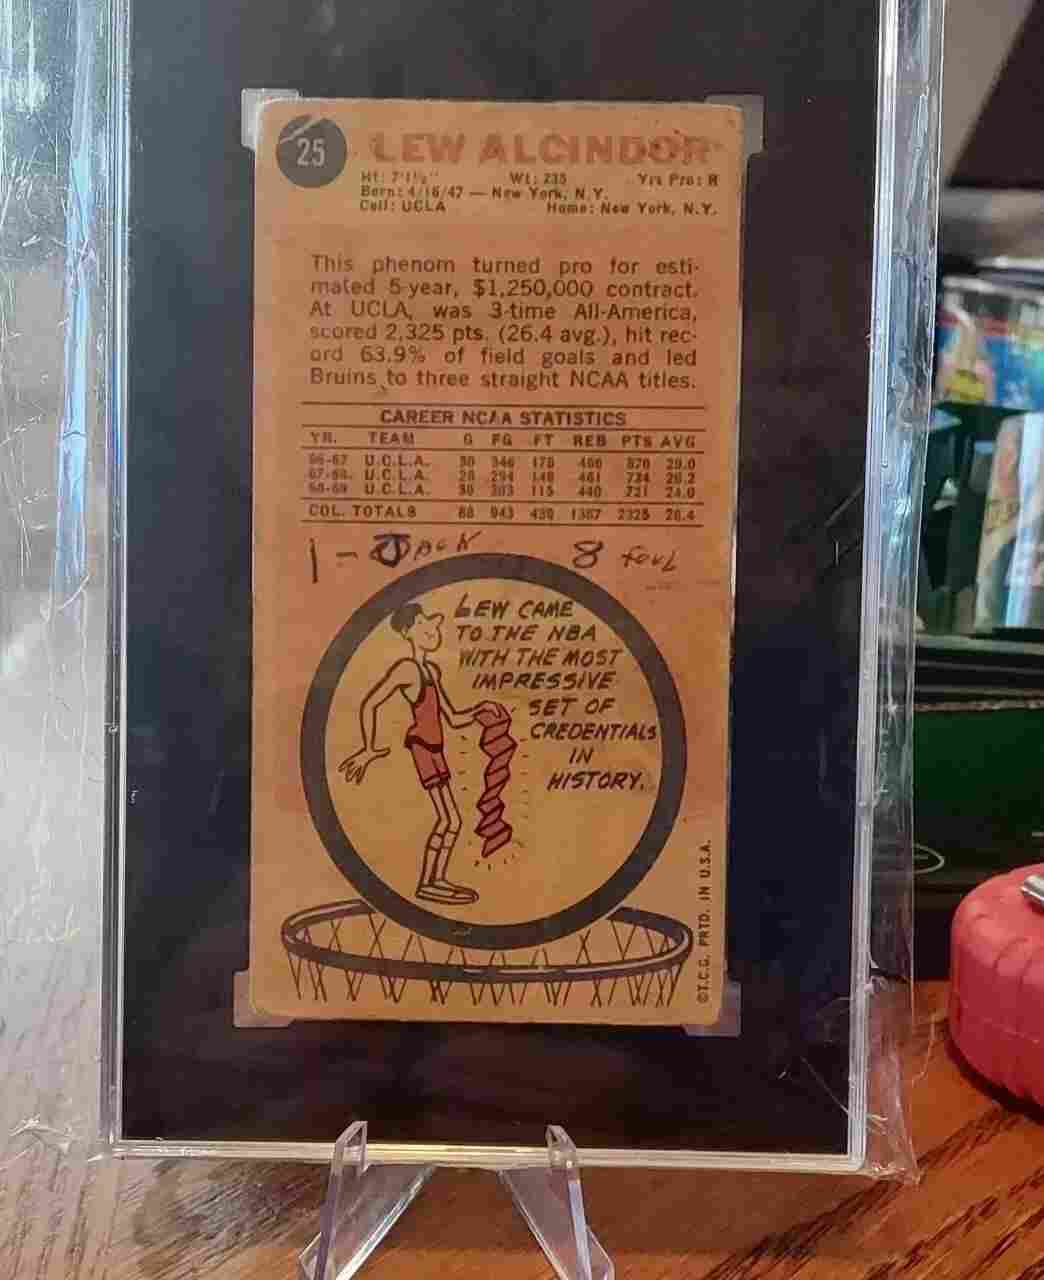 25
LEW ALCINDOR
Ht: 7'1½" Wt: 235 Yrs Pro: R
Born: 4/16/47 — New York, N.Y.
Coll: UCLA Home: New York, N.Y.
This phenom turned pro for esti-
mated 5-year, $1,250,000 contract.
At UCLA, was 3-time All-America,
scored 2,325 pts. (26.4 avg.), hit rec-
ord 63.9% of field goals and led
Bruins to three straight NCAA titles.
CAREER NCAA STATISTICS
YR. TEAM G FG FT REB PTS AVG
66-67 U.C.L.A. 30 346 178 466 870 29.0
67-68 U.C.L.A. 28 294 146 461 734 26.2
68-69 U.C.L.A. 30 303 115 440 721 24.0
COL. TOTALS 88 943 439 1367 2325 26.4
1 - JACK 8 foul
LEW CAME
TO THE NBA
WITH THE MOST
IMPRESSIVE
SET OF
CREDENTIALS
IN
HISTORY.
©T.C.G. PRTD. IN U.S.A.